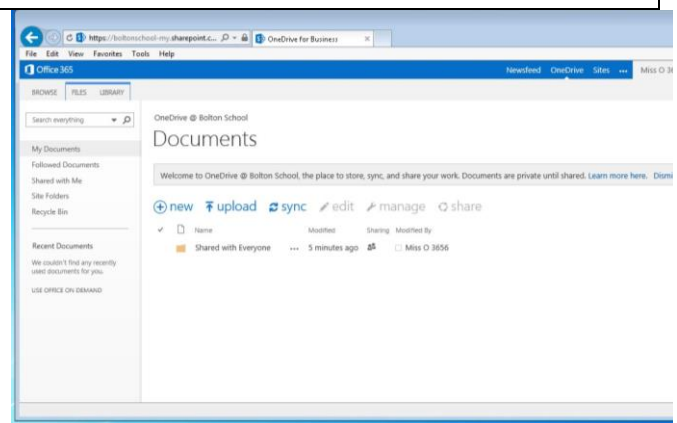 https://boltonschool-my.sharepoint.c...
OneDrive for Business
File Edit View Favorites Tools Help
Office 365
Newsfeed OneDrive Sites ... Miss O 36
BROWSE FILES LIBRARY
Search everything
OneDrive @ Bolton School
Documents
My Documents
Followed Documents
Shared with Me
Site Folders
Recycle Bin
Welcome to OneDrive @ Bolton School, the place to store, sync, and share your work. Documents are private until shared. Learn more here. Dismi
new upload sync edit manage share
Name Modified Sharing Modified By
Shared with Everyone ... 5 minutes ago Miss O 3656
Recent Documents
We couldn't find any recently
used documents for you.
USE OFFICE ON DEMAND